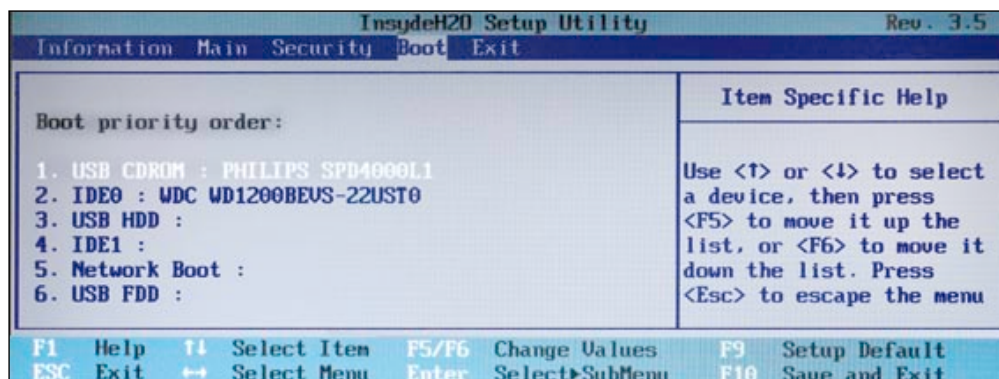 InsydeH20 Setup Utility Rev. 3.5
Information Main Security Boot Exit
Boot priority order:
1. USB CDROM : PHILIPS SPD4000L1
2. IDE0 : WDC WD1200BEVS-22UST0
3. USB HDD :
4. IDE1 :
5. Network Boot :
6. USB FDD :
Item Specific Help
Use <↑> or <↓> to select
a device, then press
<F5> to move it up the
list, or <F6> to move it
down the list. Press
<Esc> to escape the menu
F1 Help ↑↓ Select Item F5/F6 Change Values F9 Setup Default
ESC Exit ↔ Select Menu Enter Select▶SubMenu F10 Save and Exit